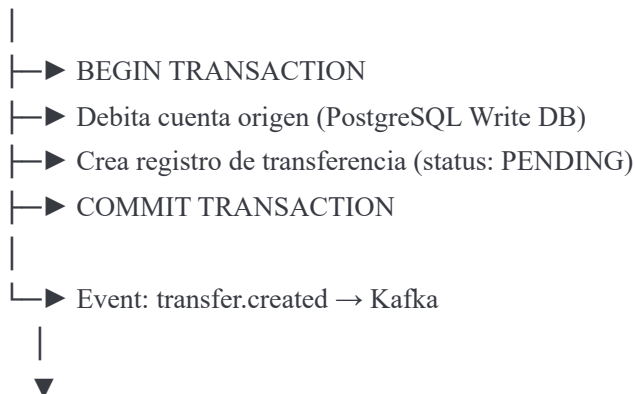 BEGIN TRANSACTION
Debita cuenta origen (PostgreSQL Write DB)
Crea registro de transferencia (status: PENDING)
COMMIT TRANSACTION
Event: transfer.created → Kafka